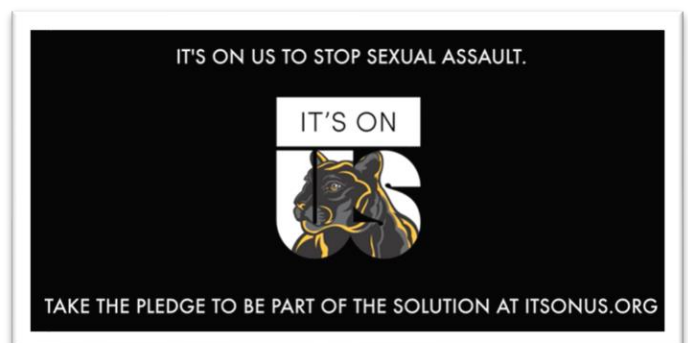 IT'S ON US TO STOP SEXUAL ASSAULT.
IT'S ON
US
TAKE THE PLEDGE TO BE PART OF THE SOLUTION AT ITSONUS.ORG